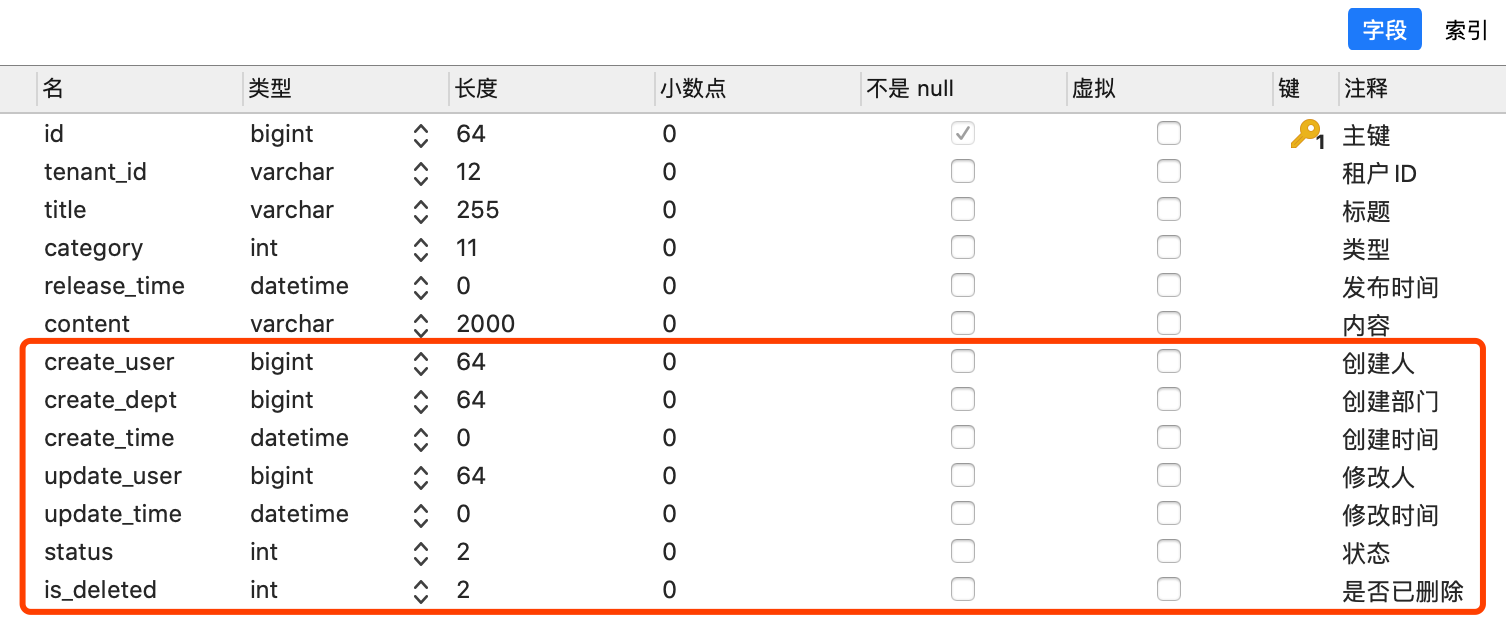 字段 索引
名 类型 长度 小数点 不是 null 虚拟 键 注释
id bigint 64 0 1 主键
tenant_id varchar 12 0 租户 ID
title varchar 255 0 标题
category int 11 0 类型
release_time datetime 0 0 发布时间
content varchar 2000 0 内容
create_user bigint 64 0 创建人
create_dept bigint 64 0 创建部门
create_time datetime 0 0 创建时间
update_user bigint 64 0 修改人
update_time datetime 0 0 修改时间
status int 2 0 状态
is_deleted int 2 0 是否已删除